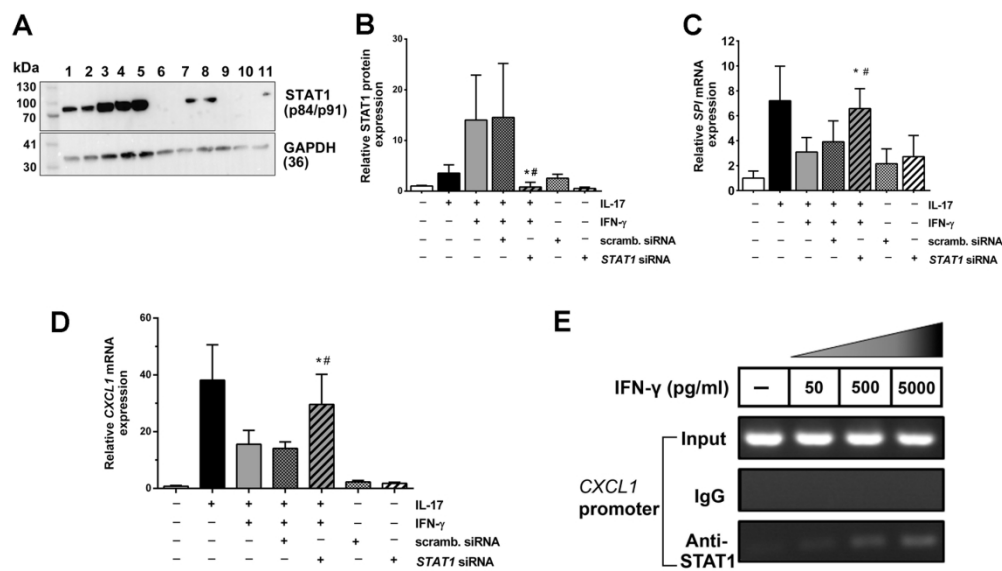 A
kDa
1 2 3 4 5 6 7 8 9 10 11
130
100
70
STAT1
(p84/p91)
41
30
GAPDH
(36)
B
Relative STAT1 protein
expression
30
20
10
0
*#
– + + + + – – IL-17
– – + + + – – IFN-γ
– – – + – + – scramb. siRNA
– – – – + – + STAT1 siRNA
C
Relative SPI mRNA
expression
12
10
8
6
4
2
0
* #
– + + + + – – IL-17
– – + + + – – IFN-γ
– – – + – + – scramb. siRNA
– – – – + – + STAT1 siRNA
D
Relative CXCL1 mRNA
expression
60
40
20
0
*#
– + + + + – – IL-17
– – + + + – – IFN-γ
– – – + – + – scramb. siRNA
– – – – + – + STAT1 siRNA
E
IFN-γ (pg/ml) – 50 500 5000
CXCL1
promoter
Input
IgG
Anti-
STAT1